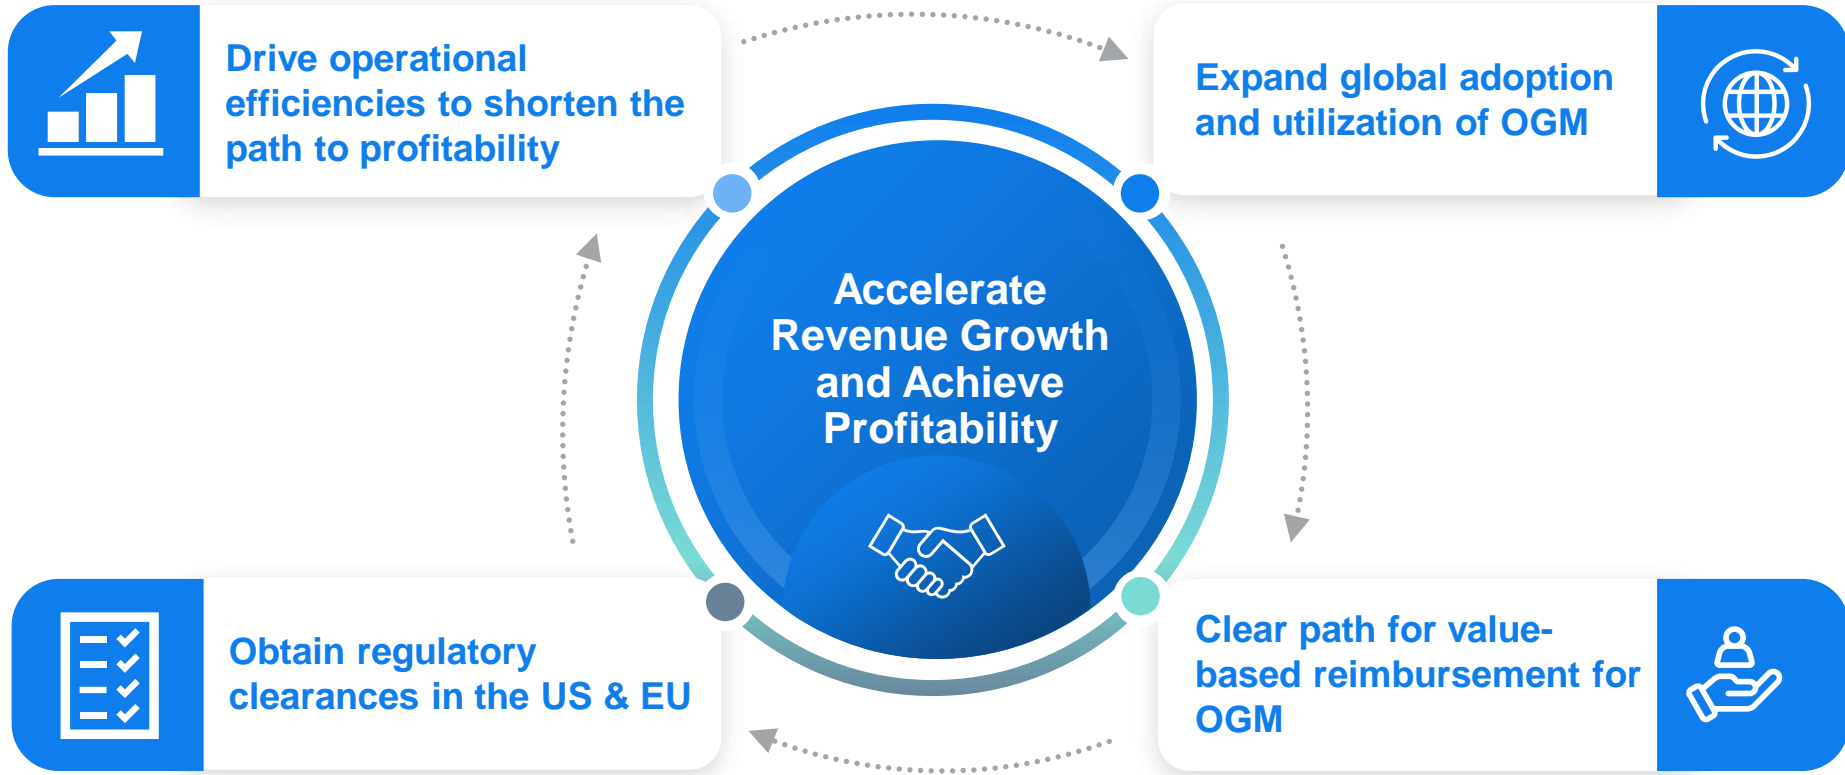 Drive operational
efficiencies to shorten the
path to profitability
Expand global adoption
and utilization of OGM
Accelerate
Revenue Growth
and Achieve
Profitability
Obtain regulatory
clearances in the US & EU
Clear path for value-
based reimbursement for
OGM